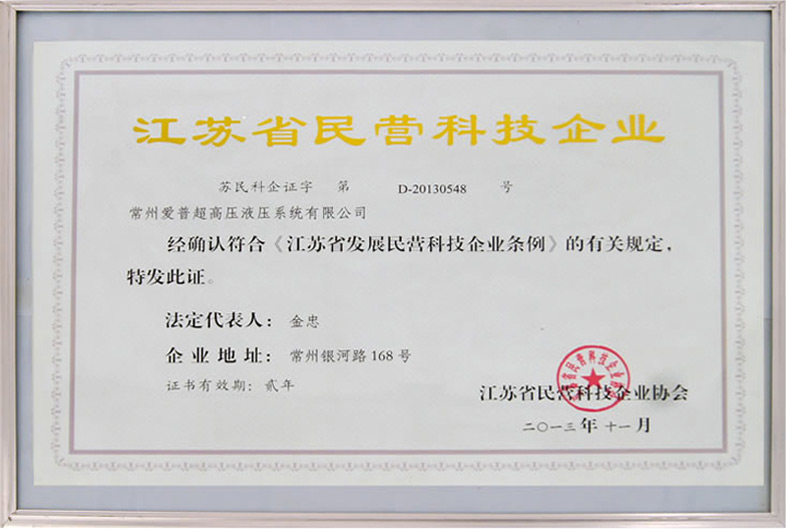 江苏省民营科技企业
苏民科企证字 第 D-20130548 号
常州爱普超高压液压系统有限公司
经确认符合《江苏省发展民营科技企业条例》的有关规定，
特发此证。
法定代表人：金忠
企业地址：常州银河路168号
证书有效期：贰年
江苏省民营科技企业协会
二〇一三年十一月